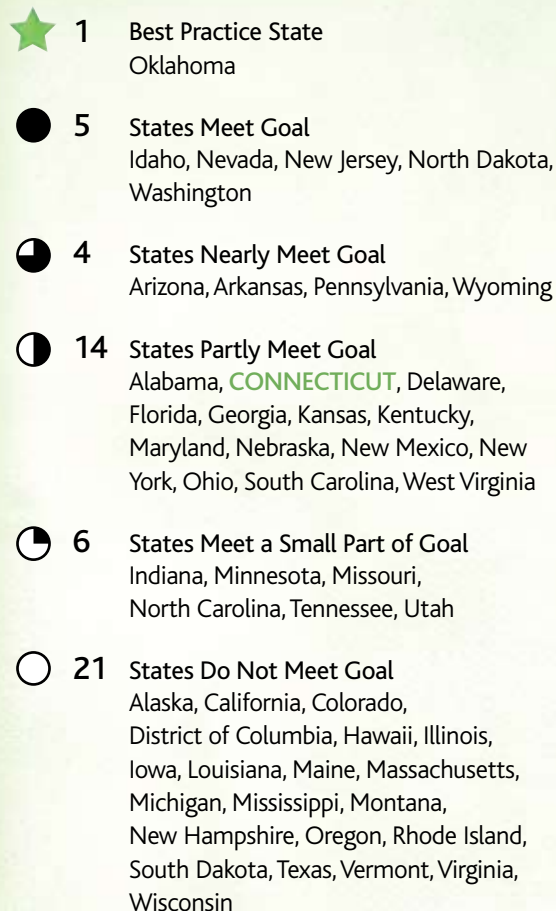 1 Best Practice State
Oklahoma
5 States Meet Goal
Idaho, Nevada, New Jersey, North Dakota,
Washington
4 States Nearly Meet Goal
Arizona, Arkansas, Pennsylvania, Wyoming
14 States Partly Meet Goal
Alabama, CONNECTICUT, Delaware,
Florida, Georgia, Kansas, Kentucky,
Maryland, Nebraska, New Mexico, New
York, Ohio, South Carolina, West Virginia
6 States Meet a Small Part of Goal
Indiana, Minnesota, Missouri,
North Carolina, Tennessee, Utah
21 States Do Not Meet Goal
Alaska, California, Colorado,
District of Columbia, Hawaii, Illinois,
Iowa, Louisiana, Maine, Massachusetts,
Michigan, Mississippi, Montana,
New Hampshire, Oregon, Rhode Island,
South Dakota, Texas, Vermont, Virginia,
Wisconsin